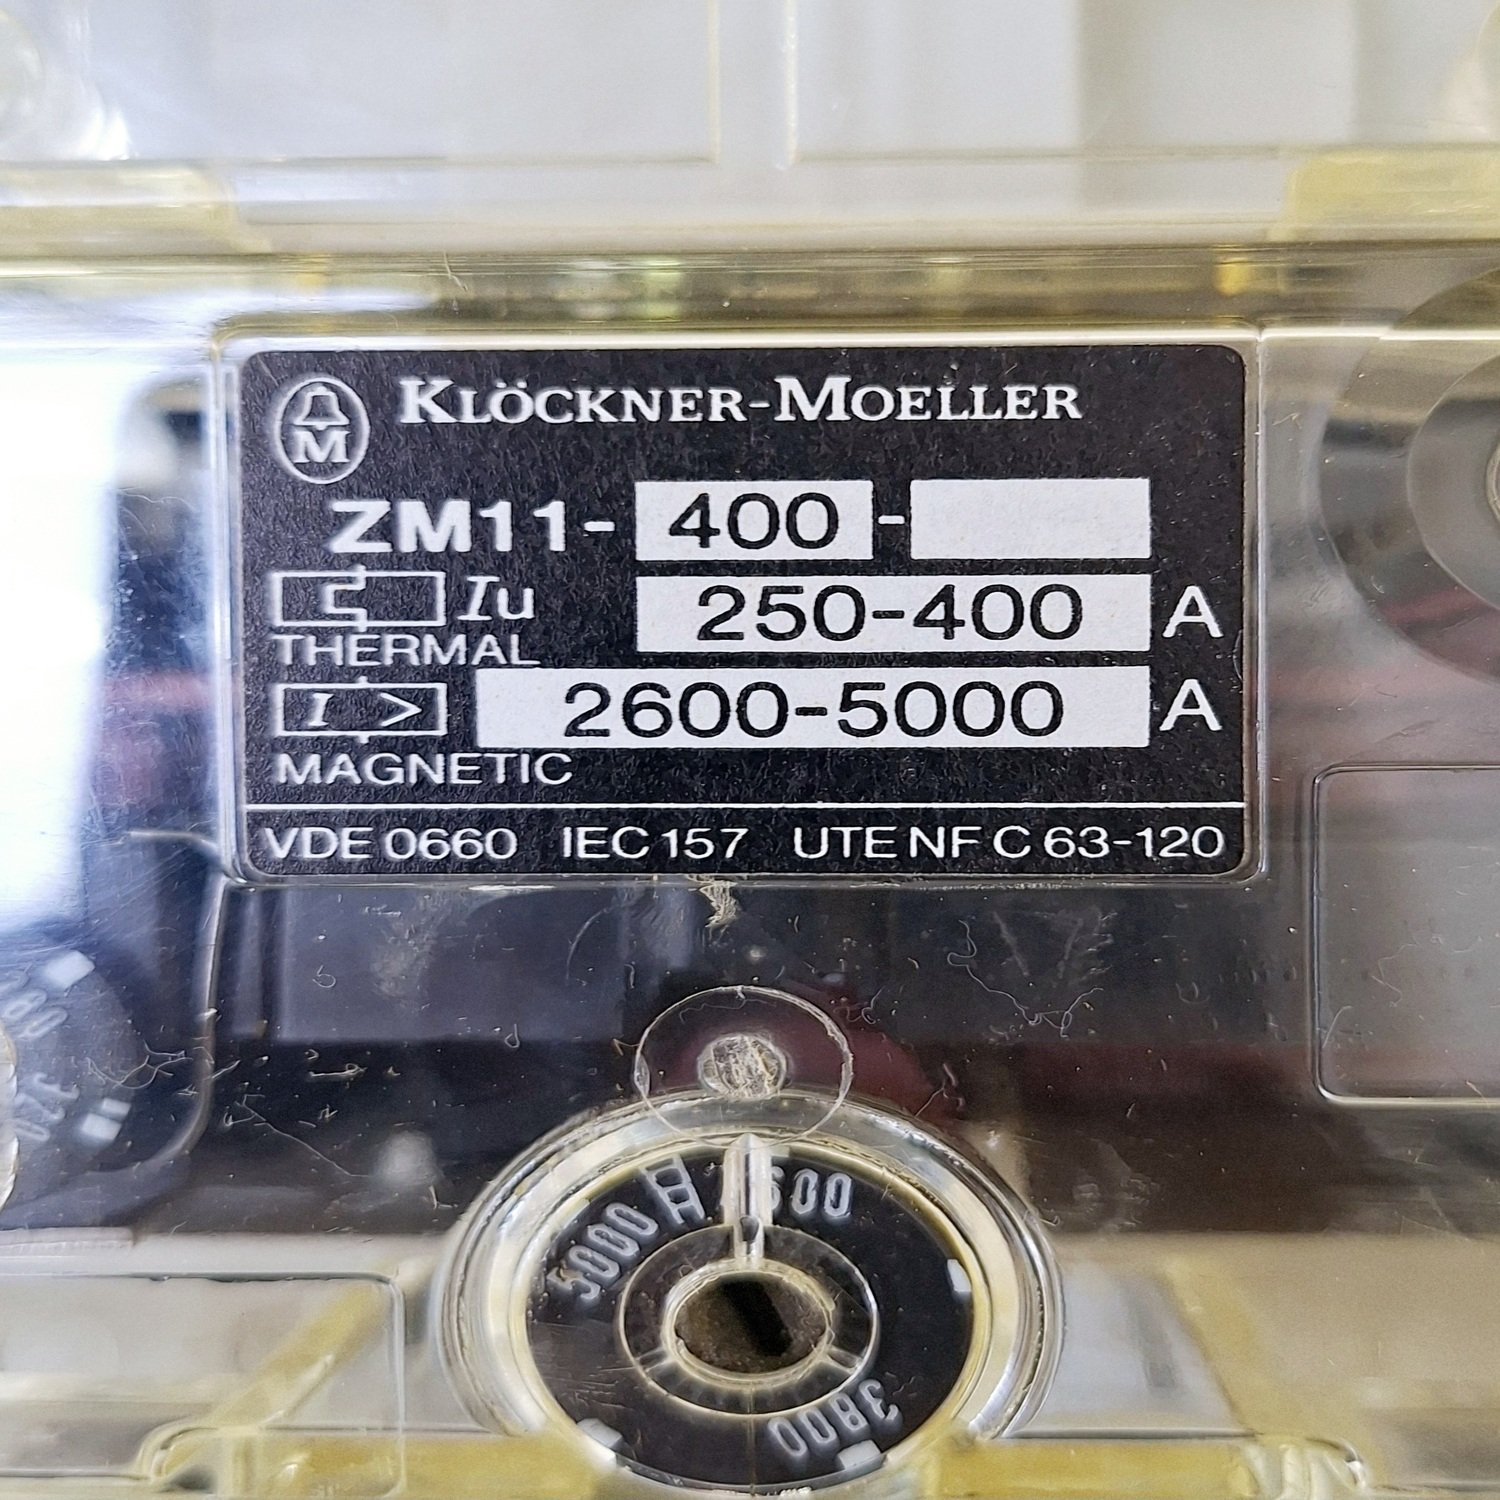 M
KLÖCKNER-MOELLER
ZM11- 400 -
Iu 250-400 A
THERMAL
I > 2600-5000 A
MAGNETIC
VDE 0660 IEC 157 UTE NF C 63-120
5000
3800